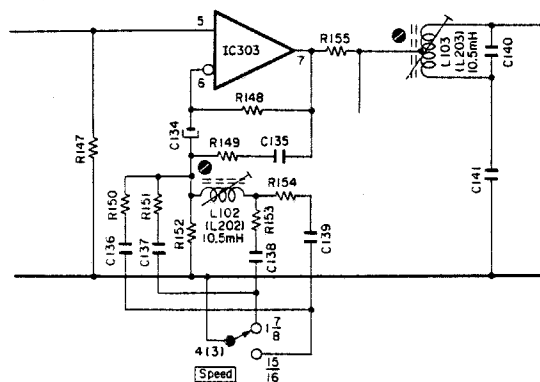 5
IC303
7
6
R155
L103
(L203)
10.5mH
C140
R148
C134
R147
R149
C135
C141
R150
R151
R152
L102
(L202)
10.5mH
R154
R153
C136
C137
C138
C139
1 7/8
4(3)
Speed
15/16